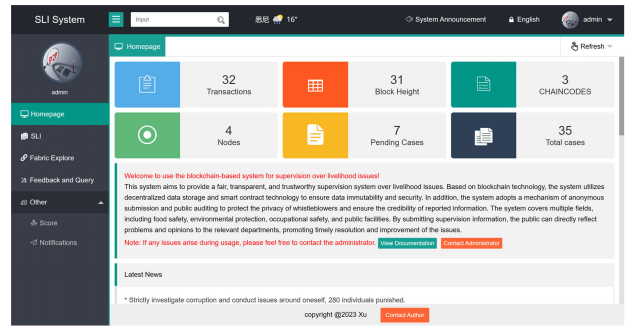 SLI System
Input
悉尼 16°
System Announcement
English
admin
admin
Homepage
SLI
Fabric Explore
Feedback and Query
Other
Score
Notifications
Homepage
Refresh
32
Transactions
31
Block Height
3
CHAINCODES
4
Nodes
7
Pending Cases
35
Total cases
Welcome to use the blockchain-based system for supervision over livelihood issues!
This system aims to provide a fair, transparent, and trustworthy supervision system over livelihood issues. Based on blockchain technology, the system utilizes
decentralized data storage and smart contract technology to ensure data immutability and security. In addition, the system adopts a mechanism of anonymous
submission and public auditing to protect the privacy of whistleblowers and ensure the credibility of reported information. The system covers multiple fields,
including food safety, environmental protection, occupational safety, and public facilities. By submitting supervision information, the public can directly reflect
problems and opinions to the relevant departments, promoting timely resolution and improvement of the issues.
Note: If any issues arise during usage, please feel free to contact the administrator. View Documentation Contact Administrator
Latest News
* Strictly investigate corruption and conduct issues around oneself, 280 individuals punished.
copyright @2023 Xu Contact Author